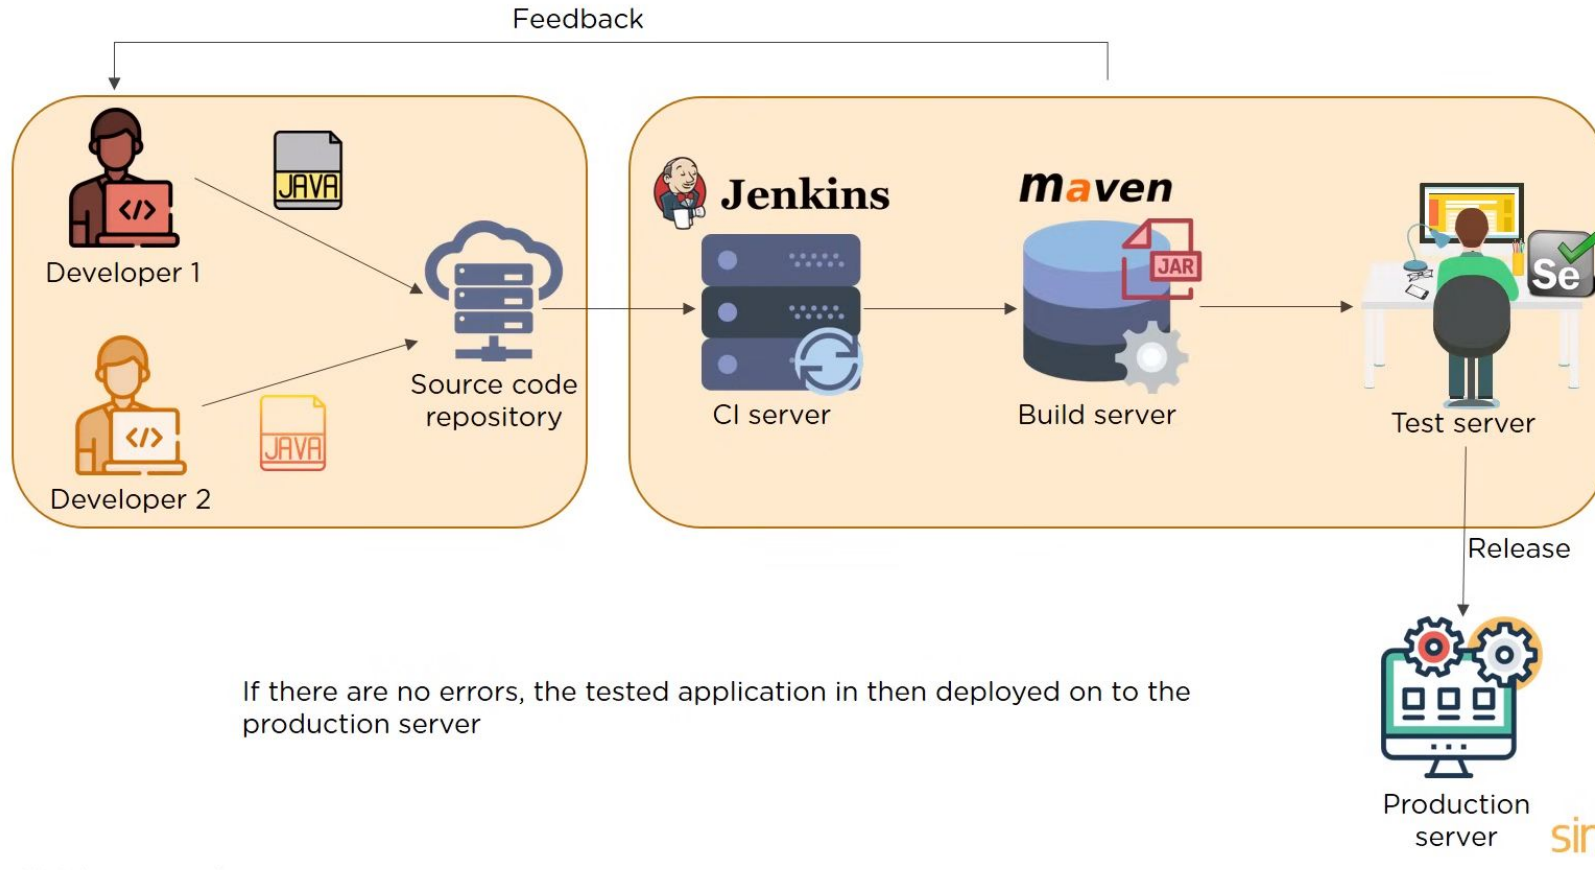 Feedback
JAVA
Developer 1
JAVA
Developer 2
Source code
repository
Jenkins
CI server
maven
JAR
Build server
Se
Test server
Release
If there are no errors, the tested application in then deployed on to the
production server
Production
server